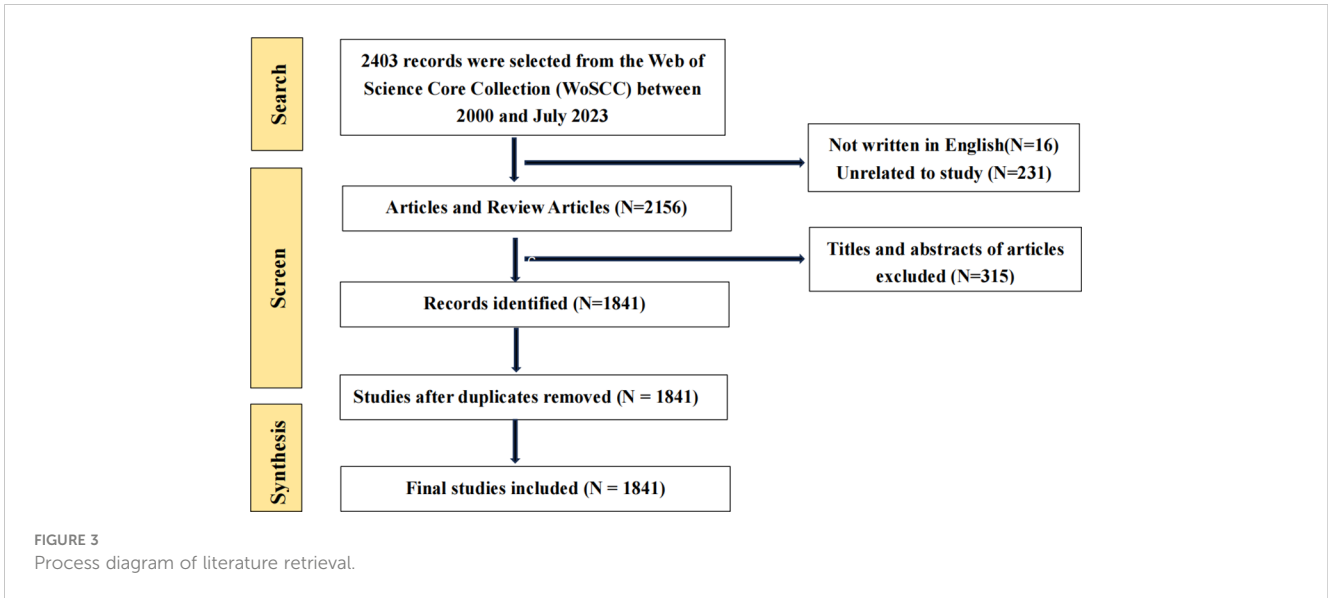 Search
2403 records were selected from the Web of
Science Core Collection (WoSCC) between
2000 and July 2023
Not written in English(N=16)
Unrelated to study (N=231)
Screen
Articles and Review Articles (N=2156)
Titles and abstracts of articles
excluded (N=315)
Records identified (N=1841)
Studies after duplicates removed (N = 1841)
Synthesis
Final studies included (N = 1841)
FIGURE 3
Process diagram of literature retrieval.